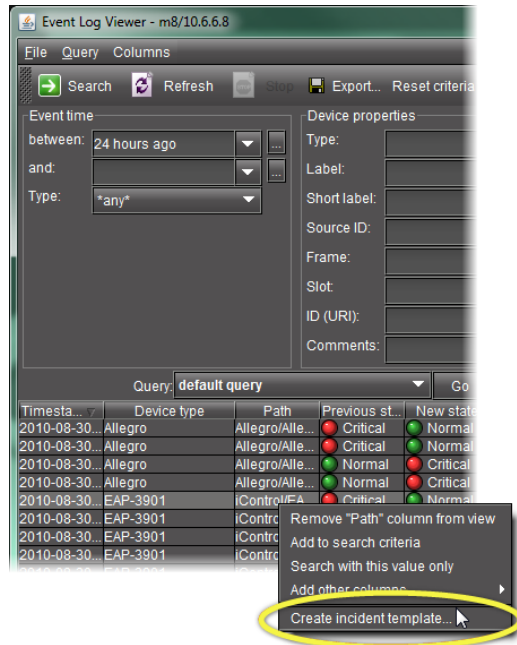 Event Log Viewer - m8/10.6.6.8
File Query Columns
Search Refresh Stop Export... Reset criteria
Event time Device properties
between: 24 hours ago ... Type:
and: ... Label:
Type: *any* Short label:
Source ID:
Frame:
Slot:
ID (URI):
Comments:
Query: default query Go
Timesta... Device type Path Previous st... New state
2010-08-30... Allegro Allegro/Alle... Critical Normal
2010-08-30... Allegro Allegro/Alle... Critical Normal
2010-08-30... Allegro Allegro/Alle... Normal Critical
2010-08-30... Allegro Allegro/Alle... Normal Critical
2010-08-30... EAP-3901 iControl/EA... Critical Normal
2010-08-30... EAP-3901 iContro
2010-08-30... EAP-3901 iContro
2010-08-30... EAP-3901 iContro
Remove "Path" column from view
Add to search criteria
Search with this value only
Add other columns
Create incident template...